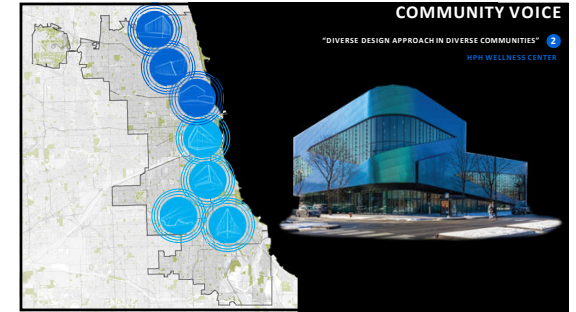 COMMUNITY VOICE
“DIVERSE DESIGN APPROACH IN DIVERSE COMMUNITIES” 2
HPH WELLNESS CENTER